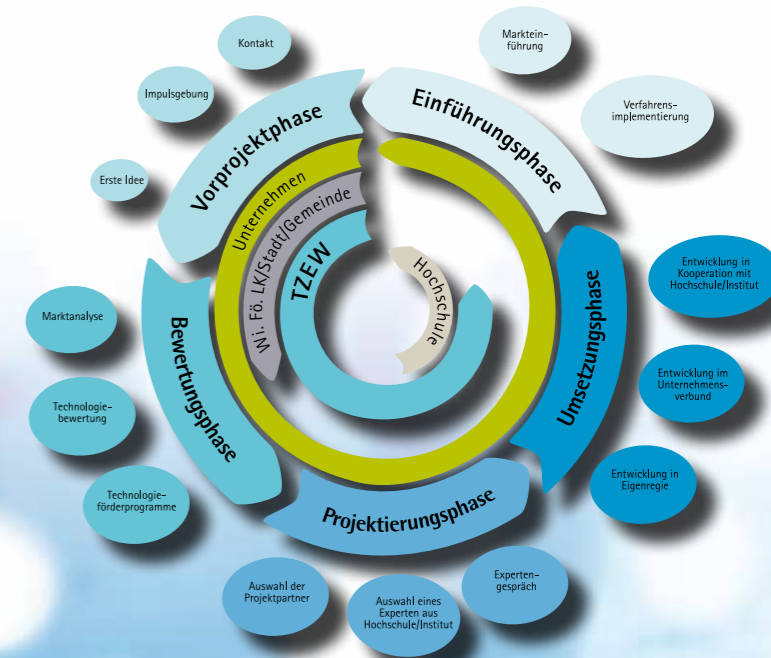 Kontakt
Impulsgebung
Erste Idee
Vorprojektphase
Marktein-
führung
Verfahrens-
implementierung
Einführungsphase
Unternehmen
Wi. Fö. LK/Stadt/Gemeinde
TZEW
Hochschule
Marktanalyse
Technologie-
bewertung
Technologie-
förderprogramme
Bewertungsphase
Entwicklung in
Kooperation mit
Hochschule/Institut
Entwicklung im
Unternehmens-
verbund
Entwicklung in
Eigenregie
Umsetzungsphase
Projektierungsphase
Auswahl der
Projektpartner
Auswahl eines
Experten aus
Hochschule/Institut
Experten-
gespräch